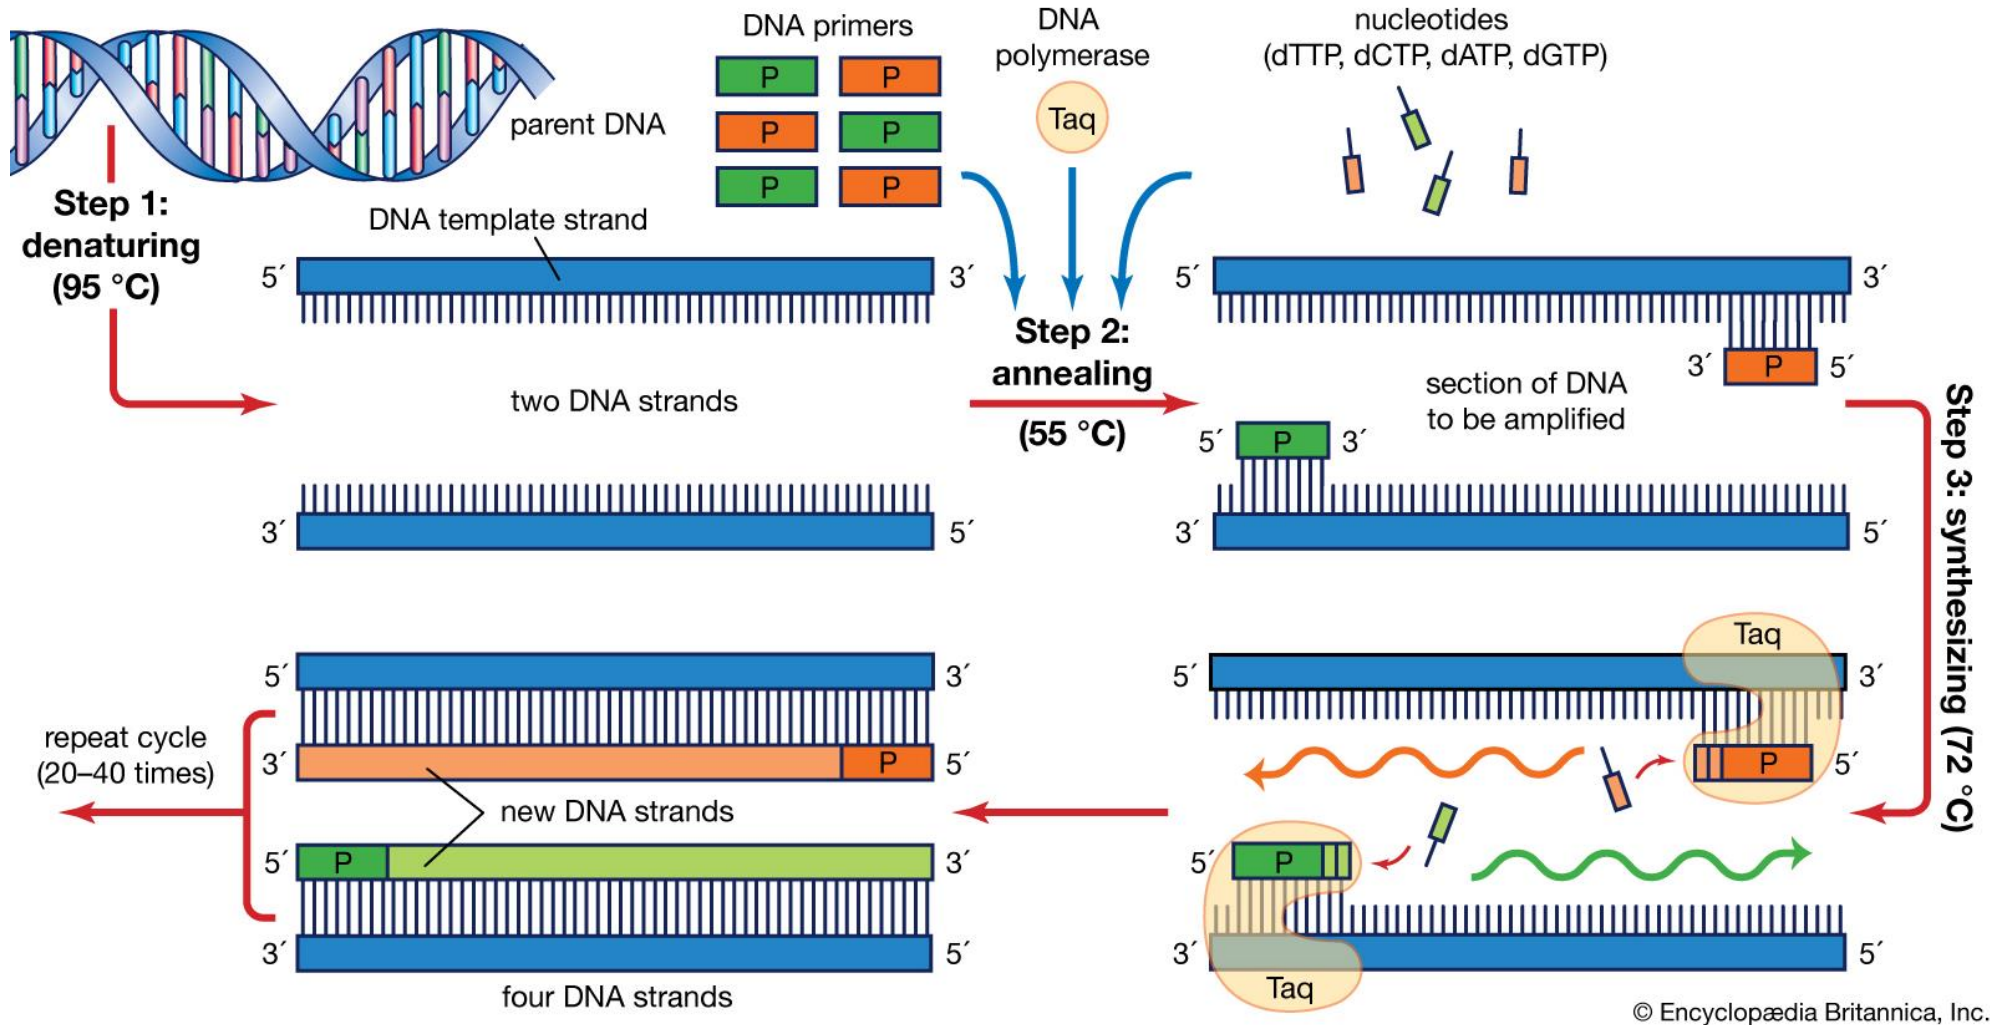 parent DNA
DNA primers
P
P
P
P
P
P
DNA
polymerase
Taq
nucleotides
(dTTP, dCTP, dATP, dGTP)
Step 1:
denaturing
(95 °C)
DNA template strand
5′
3′
two DNA strands
3′
5′
Step 2:
annealing
(55 °C)
5′
3′
3′
P
5′
section of DNA
to be amplified
5′
P
3′
3′
5′
Step 3: synthesizing (72 °C)
Taq
5′
3′
P
5′
5′
P
3′
5′
Taq
5′
3′
3′
P
5′
new DNA strands
5′
P
3′
3′
5′
four DNA strands
repeat cycle
(20–40 times)
© Encyclopædia Britannica, Inc.